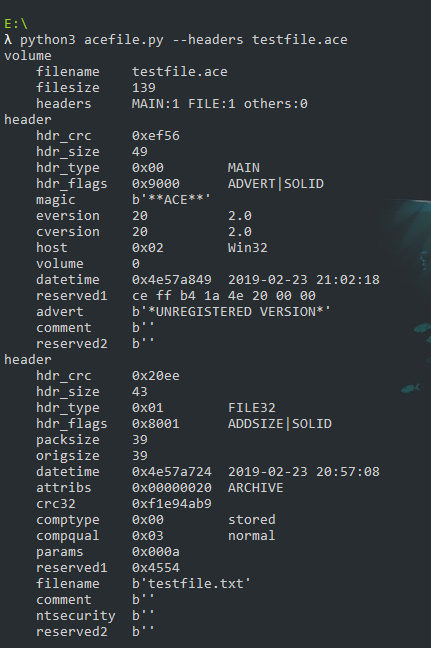 E:\
λ python3 acefile.py --headers testfile.ace
volume
    filename    testfile.ace
    filesize    139
    headers     MAIN:1 FILE:1 others:0
header
    hdr_crc     0xef56
    hdr_size    49
    hdr_type    0x00        MAIN
    hdr_flags   0x9000      ADVERT|SOLID
    magic       b'**ACE**'
    eversion    20          2.0
    cversion    20          2.0
    host        0x02        Win32
    volume      0
    datetime    0x4e57a849  2019-02-23 21:02:18
    reserved1   ce ff b4 1a 4e 20 00 00
    advert      b'*UNREGISTERED VERSION*'
    comment     b''
    reserved2   b''
header
    hdr_crc     0x20ee
    hdr_size    43
    hdr_type    0x01        FILE32
    hdr_flags   0x8001      ADDSIZE|SOLID
    packsize    39
    origsize    39
    datetime    0x4e57a724  2019-02-23 20:57:08
    attribs     0x00000020  ARCHIVE
    crc32       0xf1e94ab9
    comptype    0x00        stored
    compqual    0x03        normal
    params      0x000a
    reserved1   0x4554
    filename    b'testfile.txt'
    comment     b''
    ntsecurity  b''
    reserved2   b''